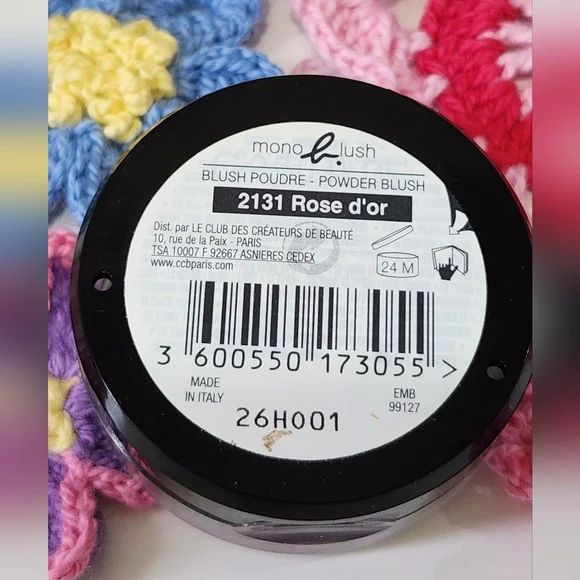 mono b.lush
BLUSH POUDRE - POWDER BLUSH
2131 Rose d'or
Dist. par LE CLUB DES CRÉATEURS DE BEAUTÉ
10, rue de la Paix - PARIS
TSA 10007 F 92667 ASNIERES CEDEX
www.ccbparis.com
24 M
3 600550 173055 >
MADE
IN ITALY
EMB
99127
26H001